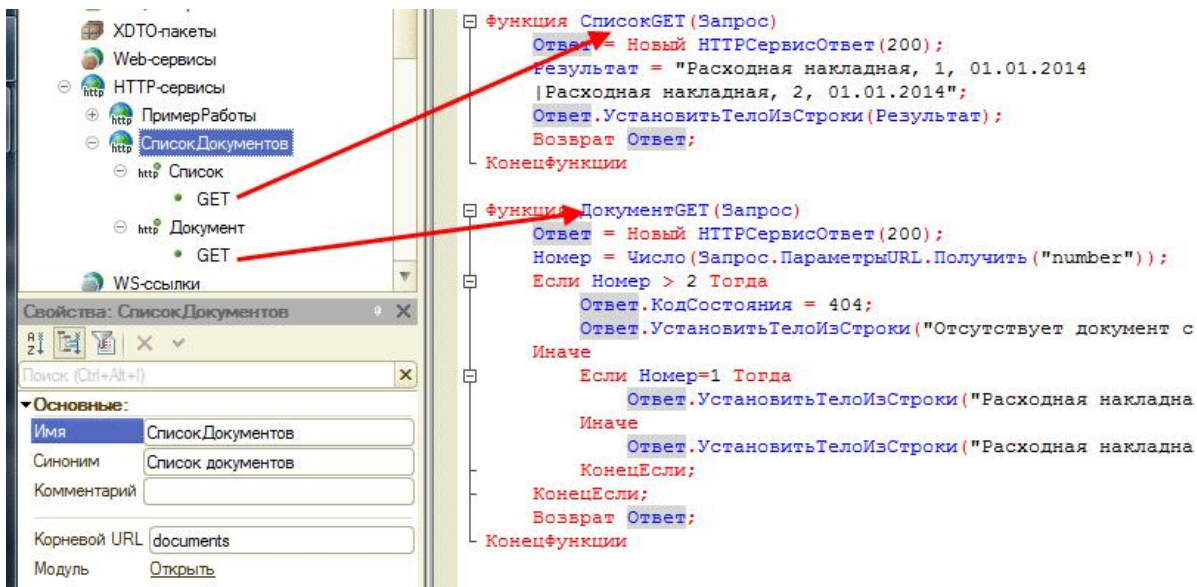 XDTO-пакеты
Web-сервисы
HTTP-сервисы
ПримерРаботы
СписокДокументов
Список
GET
Документ
GET
WS-ссылки
Свойства: СписокДокументов
Поиск (Ctrl+Alt+I)
Основные:
Имя СписокДокументов
Синоним Список документов
Комментарий
Корневой URL documents
Модуль Открыть
Функция СписокGET(Запрос)
Ответ = Новый HTTPСервисОтвет(200);
Результат = "Расходная накладная, 1, 01.01.2014
|Расходная накладная, 2, 01.01.2014";
Ответ.УстановитьТелоИзСтроки(Результат);
Возврат Ответ;
КонецФункции
Функция ДокументGET(Запрос)
Ответ = Новый HTTPСервисОтвет(200);
Номер = Число(Запрос.ПараметрыURL.Получить("number"));
Если Номер > 2 Тогда
Ответ.КодСостояния = 404;
Ответ.УстановитьТелоИзСтроки("Отсутствует документ с
Иначе
Если Номер=1 Тогда
Ответ.УстановитьТелоИзСтроки("Расходная накладна
Иначе
Ответ.УстановитьТелоИзСтроки("Расходная накладна
КонецЕсли;
КонецЕсли;
Возврат Ответ;
КонецФункции